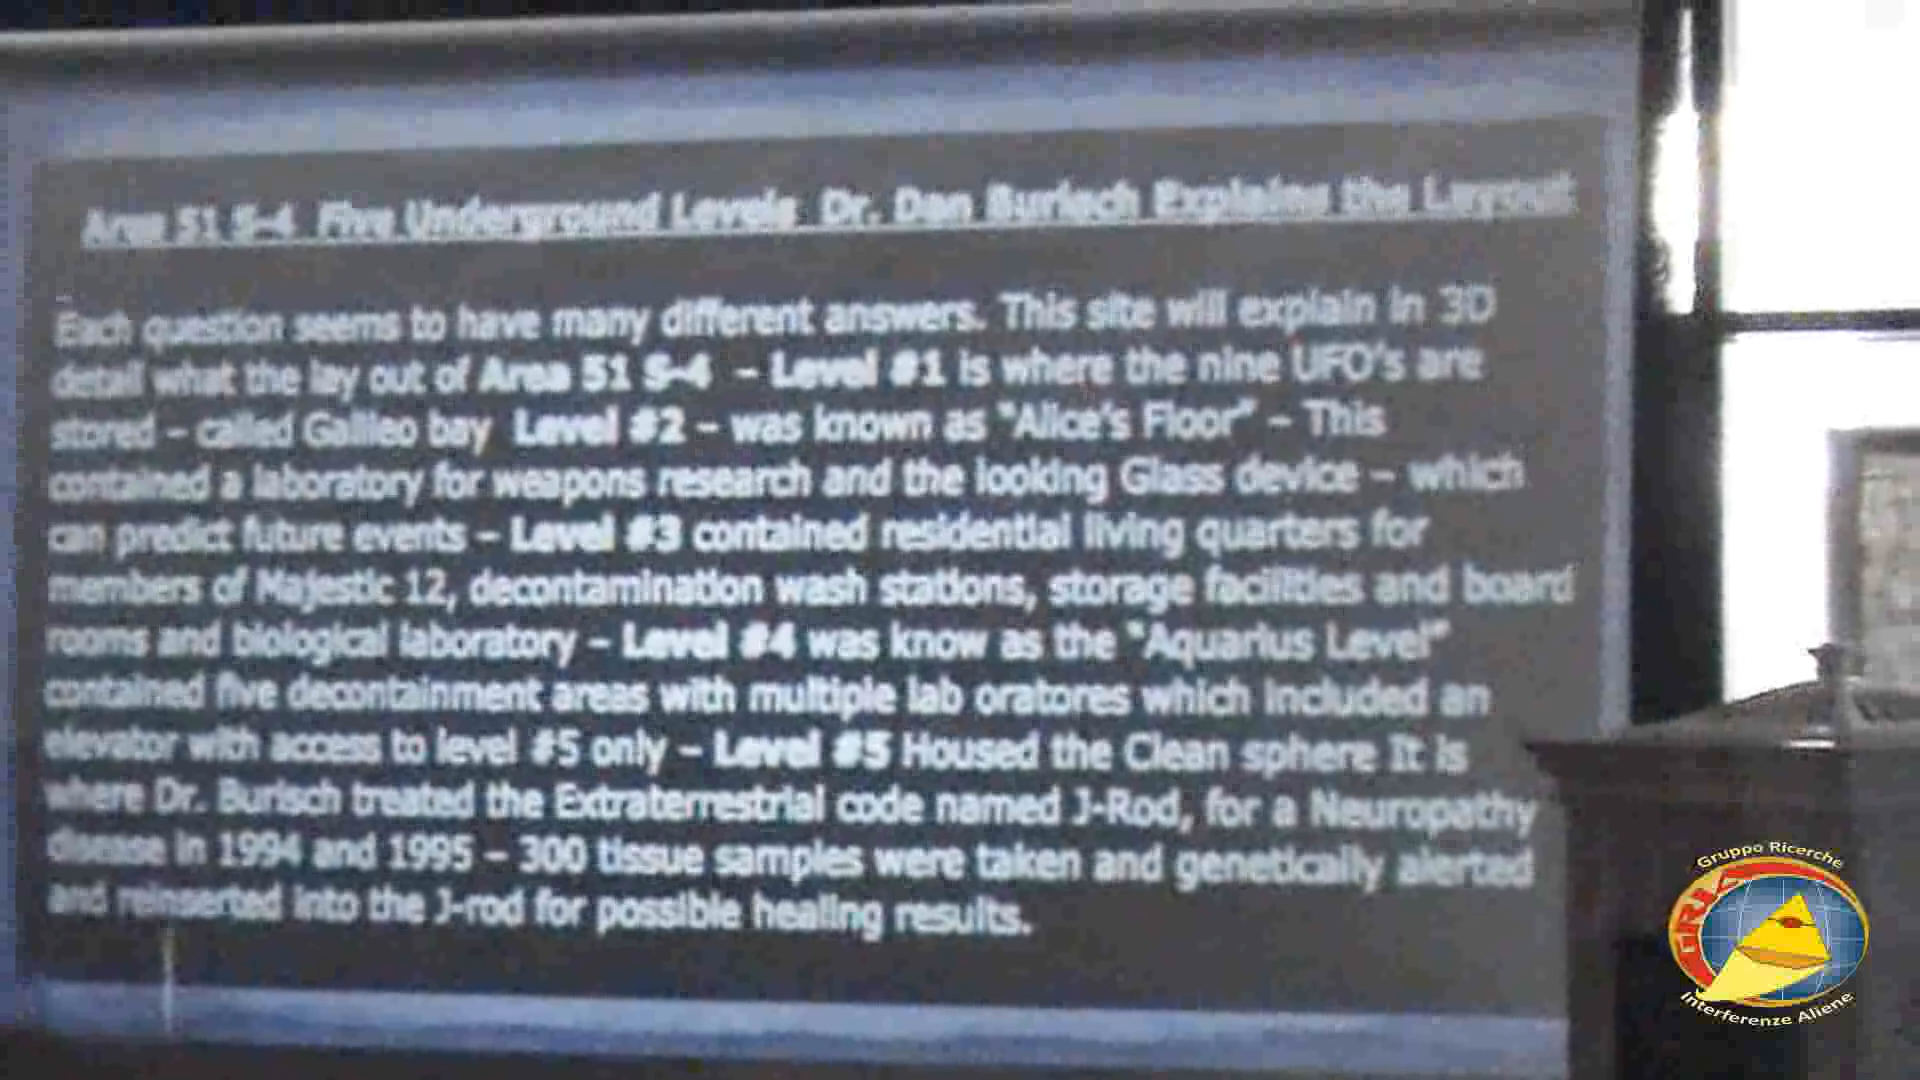 Area 51 S-4 Five Underground Levels Dr. Dan Burisch Explains the Layout
Each question seems to have many different answers. This site will explain in 3D
detail what the lay out of Area 51 S-4 – Level #1 is where the nine UFO's are
stored – called Galileo bay Level #2 – was known as "Alice's Floor" – This
contained a laboratory for weapons research and the looking Glass device – which
can predict future events – Level #3 contained residential living quarters for
members of Majestic 12, decontamination wash stations, storage facilities and board
rooms and biological laboratory – Level #4 was know as the "Aquarius Level"
contained five decontainment areas with multiple lab oratores which included an
elevator with access to level #5 only – Level #5 Housed the Clean sphere It is
where Dr. Burisch treated the Extraterrestrial code named J-Rod, for a Neuropathy
disease in 1994 and 1995 – 300 tissue samples were taken and genetically alerted
and reinserted into the J-rod for possible healing results.
Gruppo Ricerche
GRIA
Interferenze Aliene